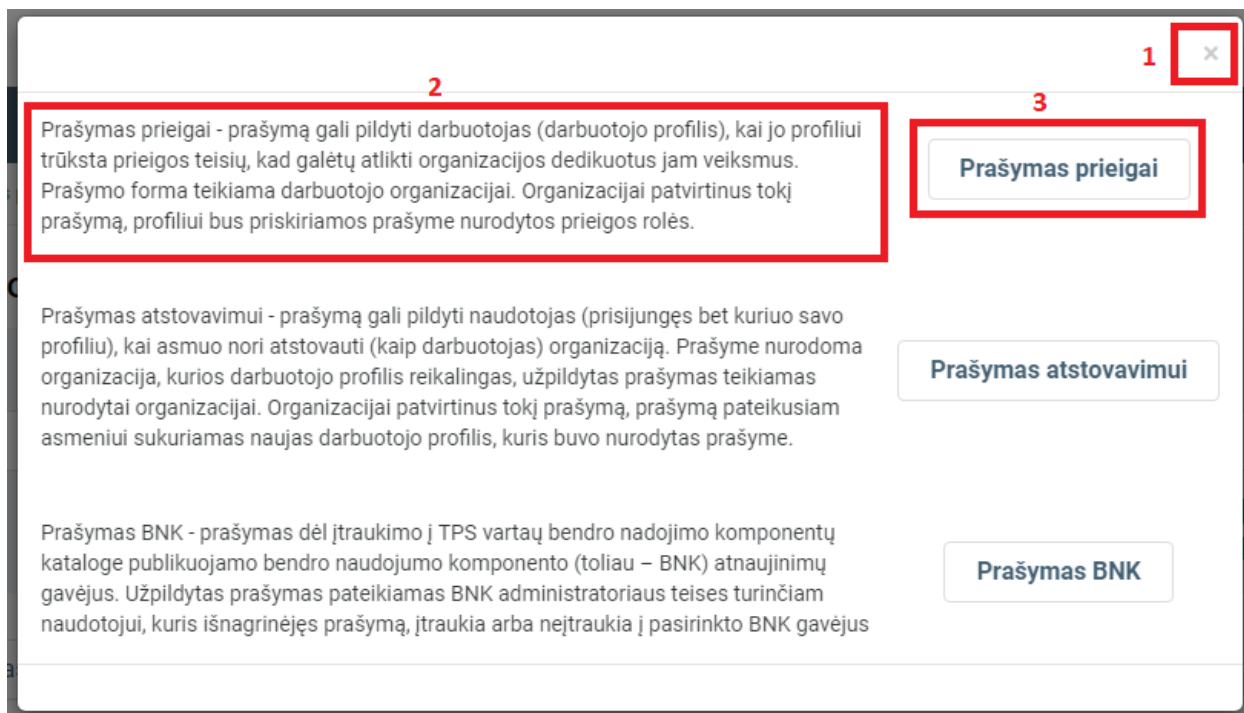 1
×
2
3
Prašymas prieigai - prašymą gali pildyti darbuotojas (darbuotojo profilis), kai jo profiliui
trūksta prieigos teisių, kad galėtų atlikti organizacijos dedikuotus jam veiksmus.
Prašymo forma teikiama darbuotojo organizacijai. Organizacijai patvirtinus tokį
prašymą, profiliui bus priskiriamos prašyme nurodytos prieigos rolės.
Prašymas prieigai
Prašymas atstovavimui - prašymą gali pildyti naudotojas (prisijungęs bet kuriuo savo
profiliu), kai asmuo nori atstovauti (kaip darbuotojas) organizaciją. Prašyme nurodoma
organizacija, kurios darbuotojo profilis reikalingas, užpildytas prašymas teikiamas
nurodytai organizacijai. Organizacijai patvirtinus tokį prašymą, prašymą pateikusiam
asmeniui sukuriamas naujas darbuotojo profilis, kuris buvo nurodytas prašyme.
Prašymas atstovavimui
Prašymas BNK - prašymas dėl įtraukimo į TPS vartaų bendro nadojimo komponentų
kataloge publikuojamo bendro naudojumo komponento (toliau – BNK) atnaujinimų
gavėjus. Užpildytas prašymas pateikiamas BNK administratoriaus teises turinčiam
naudotojui, kuris išnagrinėjęs prašymą, įtraukia arba neįtraukia į pasirinkto BNK gavėjus
Prašymas BNK